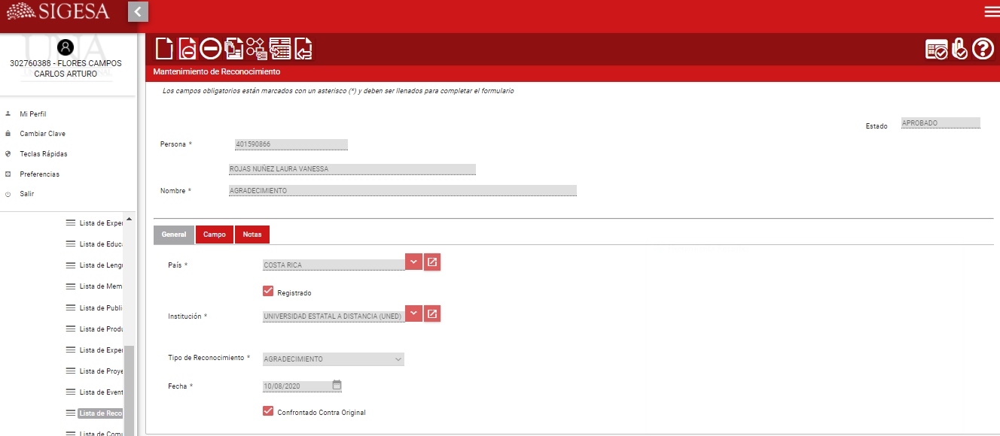 SIGESA
UNA
302760388 - FLORES CAMPOS
CARLOS ARTURO
Mi Perfil
Cambiar Clave
Teclas Rápidas
Preferencias
Salir
Lista de Exper
Lista de Educa
Lista de Lengu
Lista de Mem
Lista de Publi
Lista de Produ
Lista de Exper
Lista de Proye
Lista de Event
Lista de Reco
Lista de Comu
Mantenimiento de Reconocimiento
Los campos obligatorios están marcados con un asterisco (*) y deben ser llenados para completar el formulario
Estado APROBADO
Persona * 401590866
ROJAS NUÑEZ LAURA VANESSA
Nombre * AGRADECIMIENTO
General Campo Notas
País * COSTA RICA
Registrado
Institución * UNIVERSIDAD ESTATAL A DISTANCIA (UNED)
Tipo de Reconocimiento * AGRADECIMIENTO
Fecha * 10/08/2020
Confrontado Contra Original